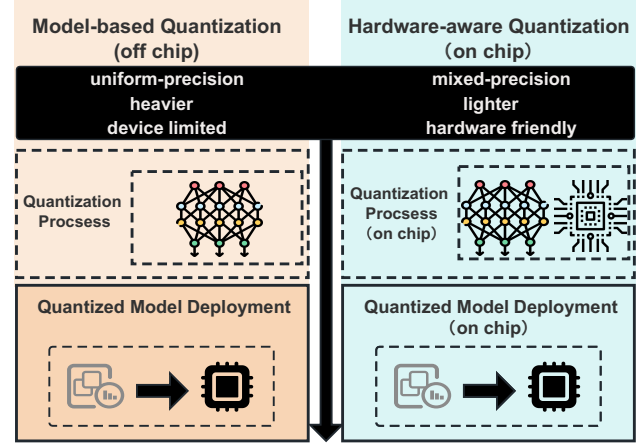 Model-based Quantization
(off chip)
uniform-precision
heavier
device limited
Quantization
Procsess
Quantized Model Deployment
Hardware-aware Quantization
（on chip）
mixed-precision
lighter
hardware friendly
Quantization
Procsess
（on chip）
Quantized Model Deployment
（on chip）